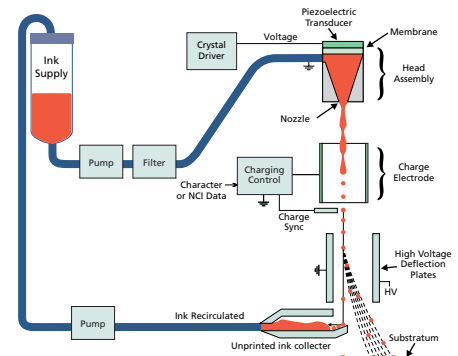 Piezoelectric
Transducer
Membrane
Voltage
Crystal
Driver
Ink
Supply
Head
Assembly
Nozzle
Pump
Filter
Charging
Control
Charge
Electrode
Character
or NCI Data
Charge
Sync
High Voltage
Deflection
Plates
HV
Ink Recirculated
Pump
Substratum
Unprinted ink collecter